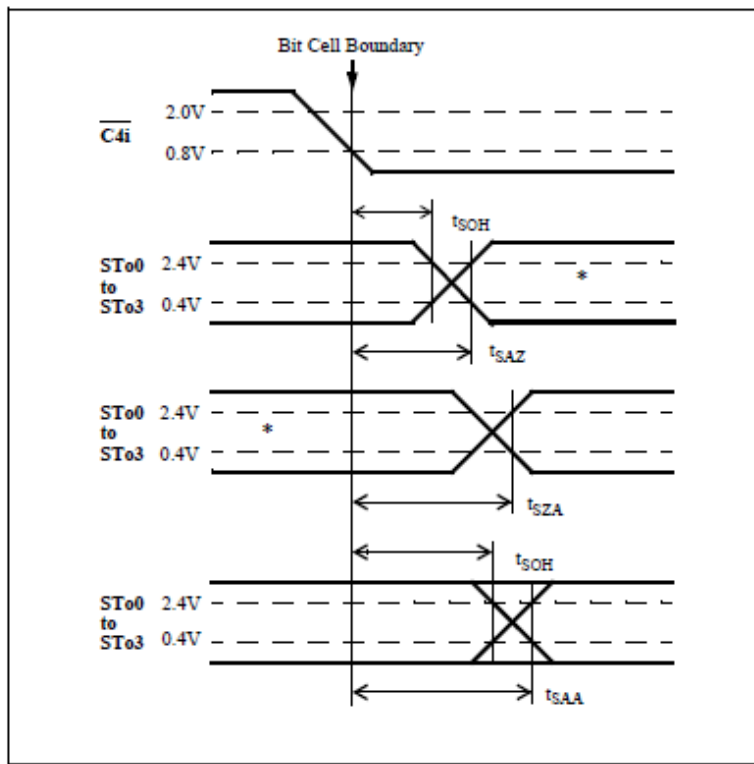 Bit Cell Boundary
C4i
2.0V
0.8V
tSOH
STo0
to
STo3
2.4V
0.4V
*
tSAZ
STo0
to
STo3
2.4V
0.4V
*
tSZA
tSOH
STo0
to
STo3
2.4V
0.4V
tSAA